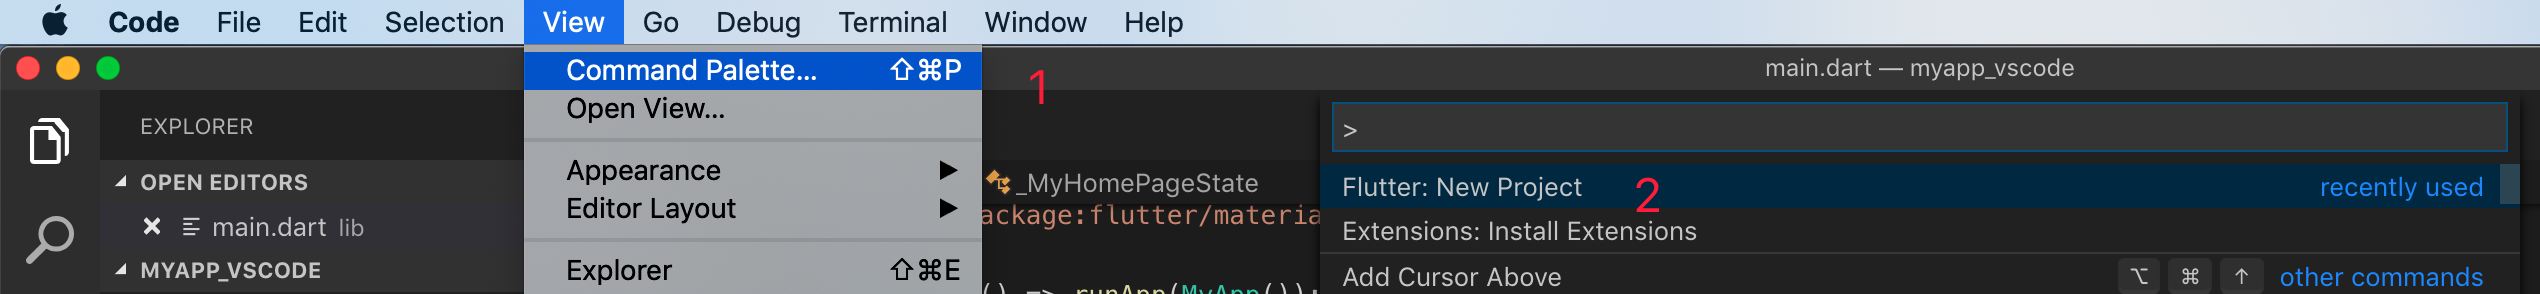 Code File Edit Selection View Go Debug Terminal Window Help
main.dart — myapp_vscode
Command Palette... ⇧⌘P
1
Open View...
Appearance ▶
Editor Layout ▶
Explorer ⇧⌘E
EXPLORER
OPEN EDITORS
main.dart lib
MYAPP_VSCODE
_MyHomePageState
ackage:flutter/materia
() => runApp(MyApp());
>
Flutter: New Project 2 recently used
Extensions: Install Extensions
Add Cursor Above ⌥ ⌘ ↑ other commands